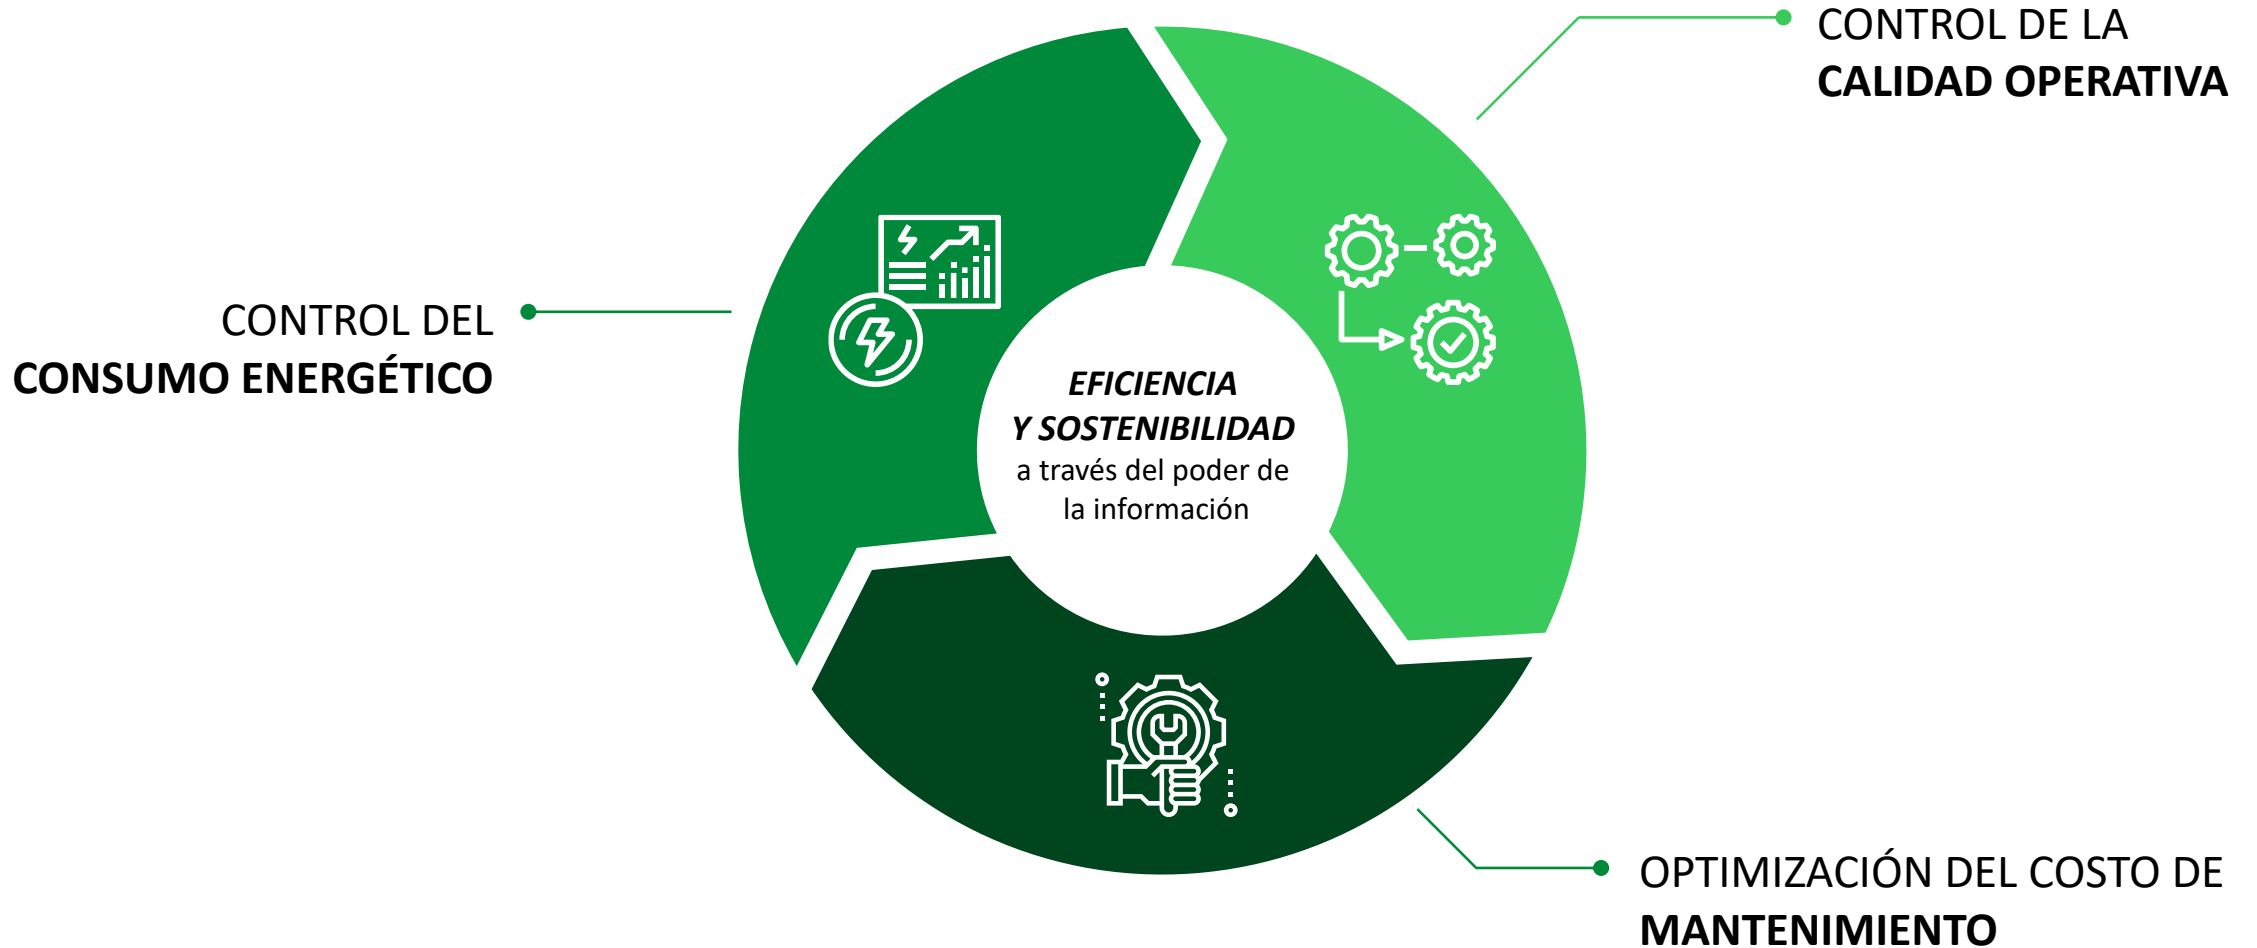 CONTROL DE LA
CALIDAD OPERATIVA
CONTROL DEL
CONSUMO ENERGÉTICO
EFICIENCIA
Y SOSTENIBILIDAD
a través del poder de
la información
OPTIMIZACIÓN DEL COSTO DE
MANTENIMIENTO